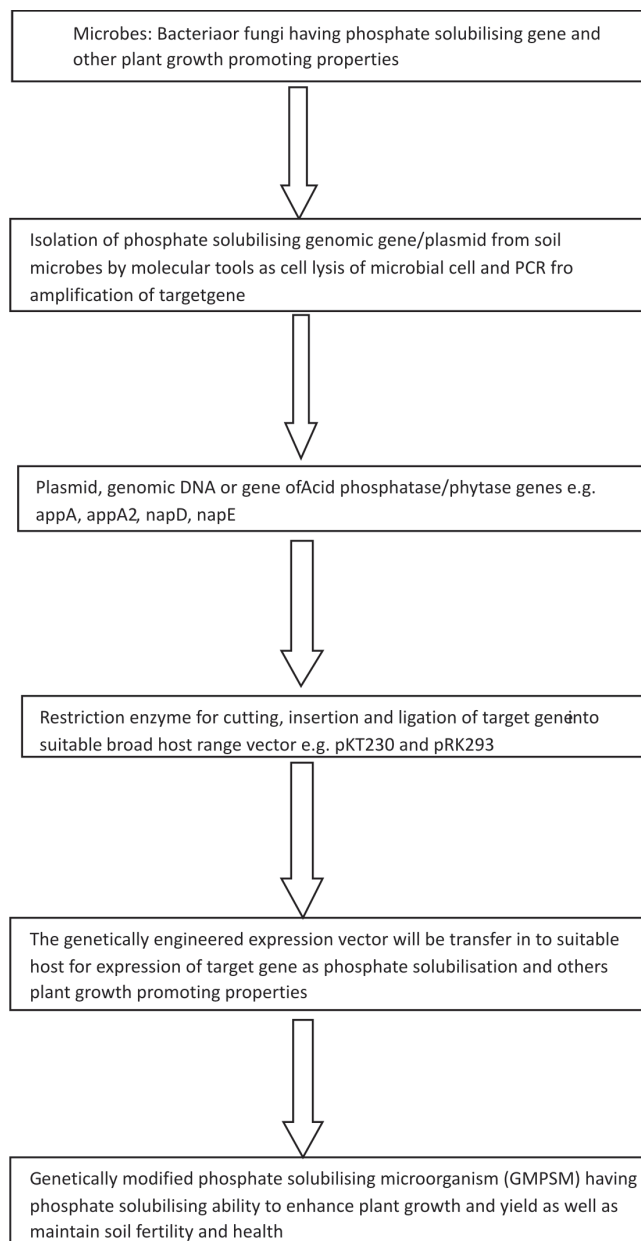 Microbes: Bacteriaor fungi having phosphate solubilising gene and
other plant growth promoting properties
Isolation of phosphate solubilising genomic gene/plasmid from soil
microbes by molecular tools as cell lysis of microbial cell and PCR fro
amplification of targetgene
Plasmid, genomic DNA or gene ofAcid phosphatase/phytase genes e.g.
appA, appA2, napD, napE
Restriction enzyme for cutting, insertion and ligation of target geneinto
suitable broad host range vector e.g. pKT230 and pRK293
The genetically engineered expression vector will be transfer in to suitable
host for expression of target gene as phosphate solubilisation and others
plant growth promoting properties
Genetically modified phosphate solubilising microorganism (GMPSM) having
phosphate solubilising ability to enhance plant growth and yield as well as
maintain soil fertility and health